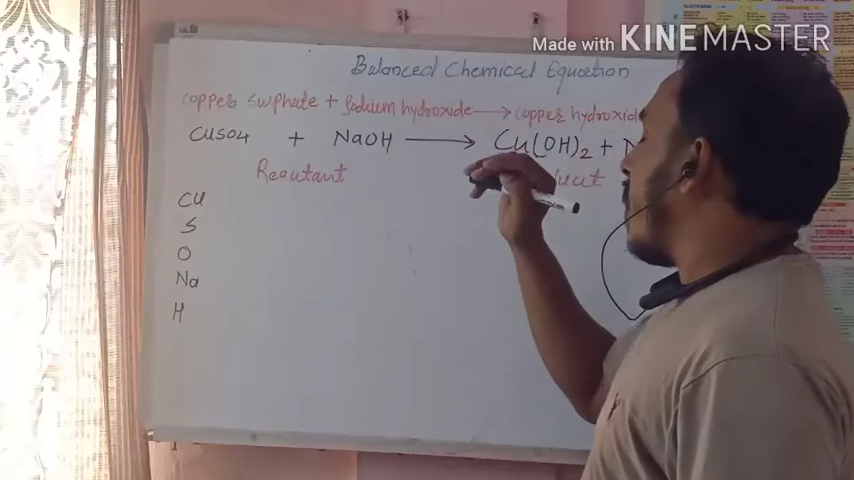 Made with KINEMASTER
Balanced Chemical Equation
copper sulphate + Sodium hydroxide → copper hydroxid
CuSO4 + NaOH → Cu(OH)2 + N
Reactant
Cu
S
O
Na
H